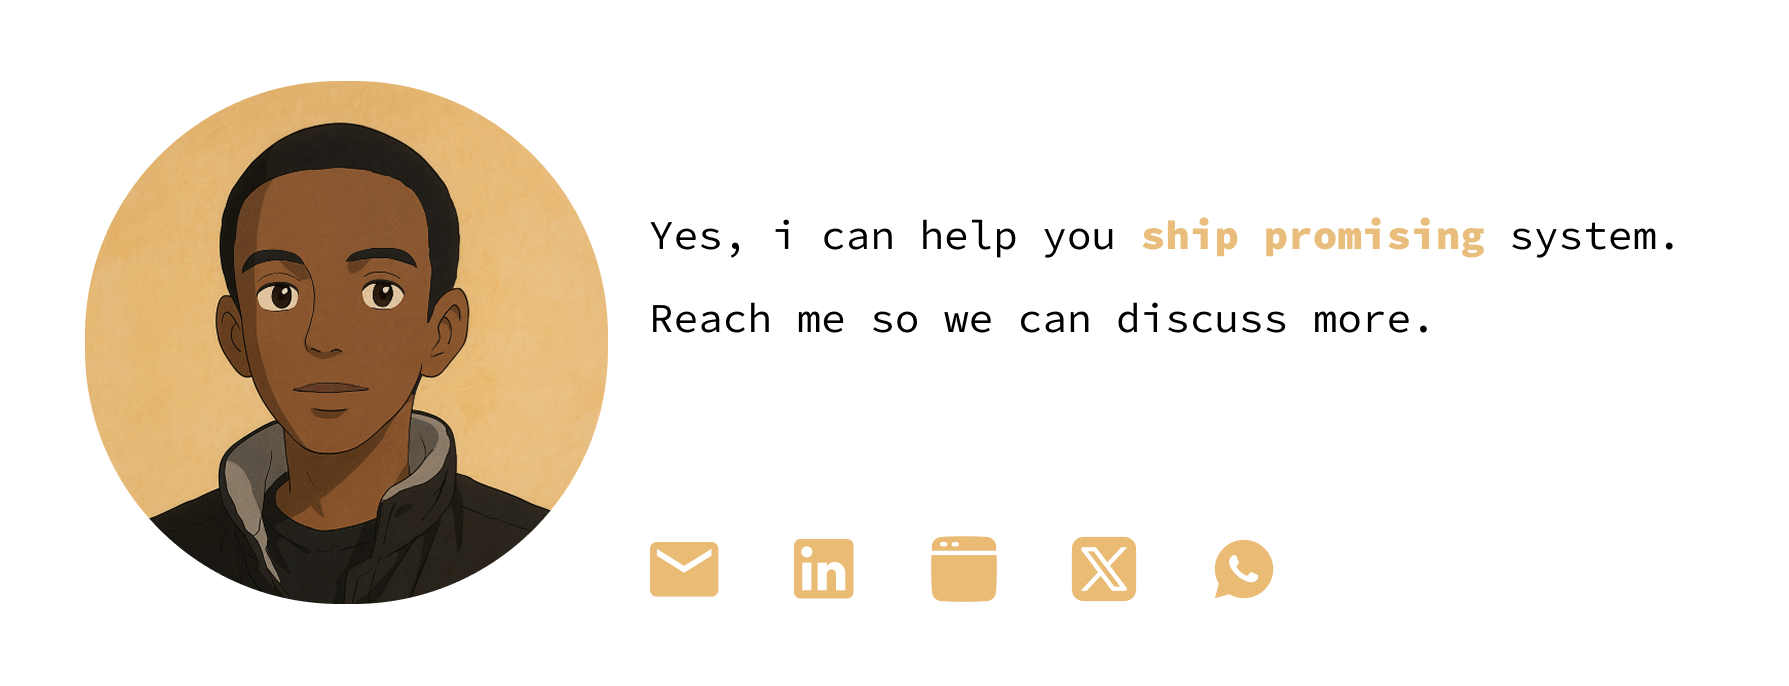 Yes, i can help you ship promising system.
Reach me so we can discuss more.
in
X